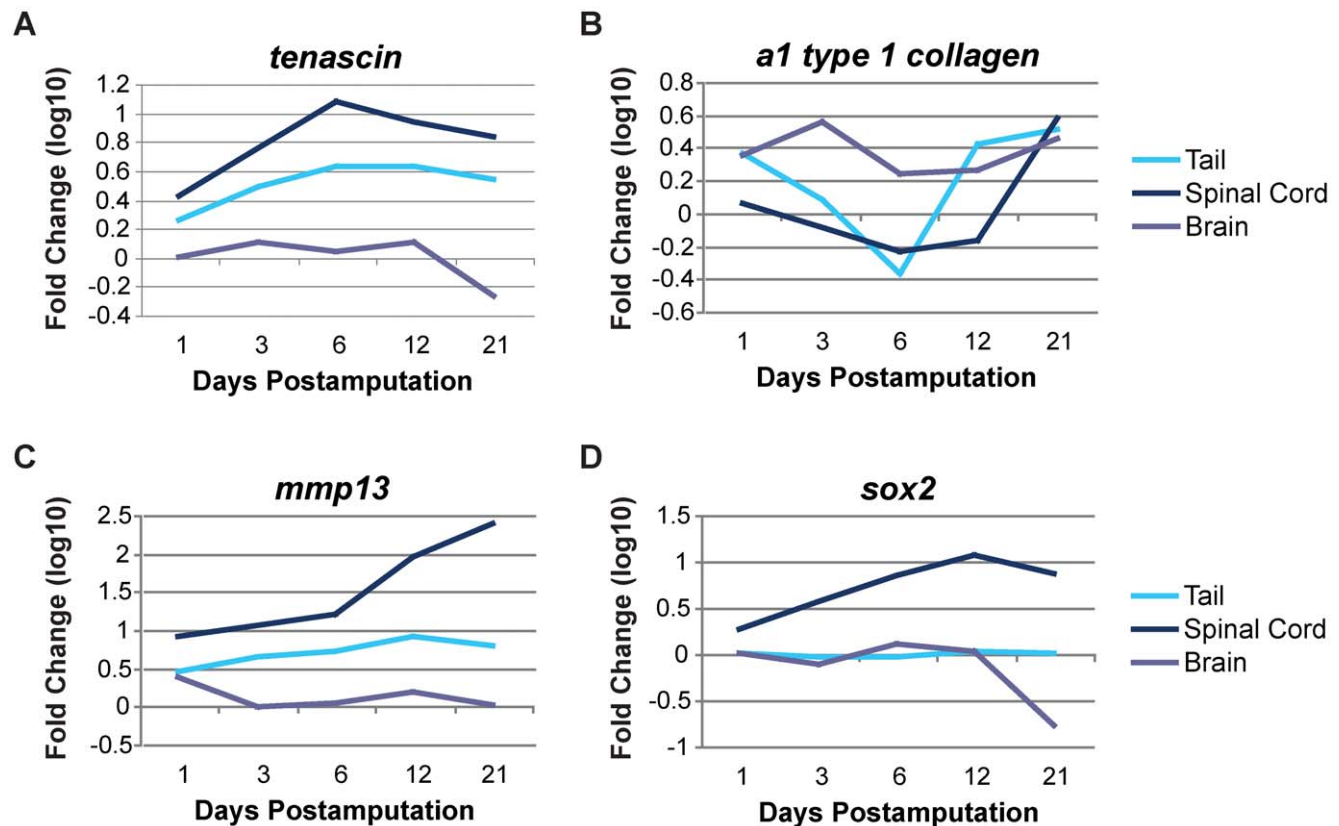 A
tenascin
Fold Change (log10)
1.2
1
0.8
0.6
0.4
0.2
0
-0.2
-0.4
1 3 6 12 21
Days Postamputation
B
a1 type 1 collagen
Fold Change (log10)
0.8
0.6
0.4
0.2
0
-0.2
-0.4
-0.6
1 3 6 12 21
Days Postamputation
Tail
Spinal Cord
Brain
C
mmp13
Fold Change (log10)
2.5
2
1.5
1
0.5
0
-0.5
1 3 6 12 21
Days Postamputation
D
sox2
Fold Change (log10)
1.5
1
0.5
0
-0.5
-1
1 3 6 12 21
Days Postamputation
Tail
Spinal Cord
Brain